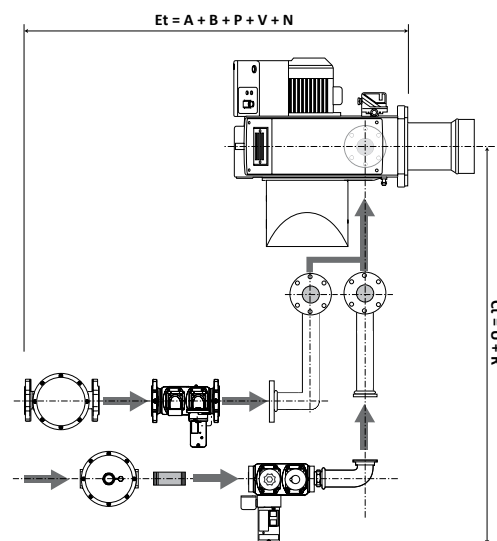 Et = A + B + P + V + N
Ct = U + R